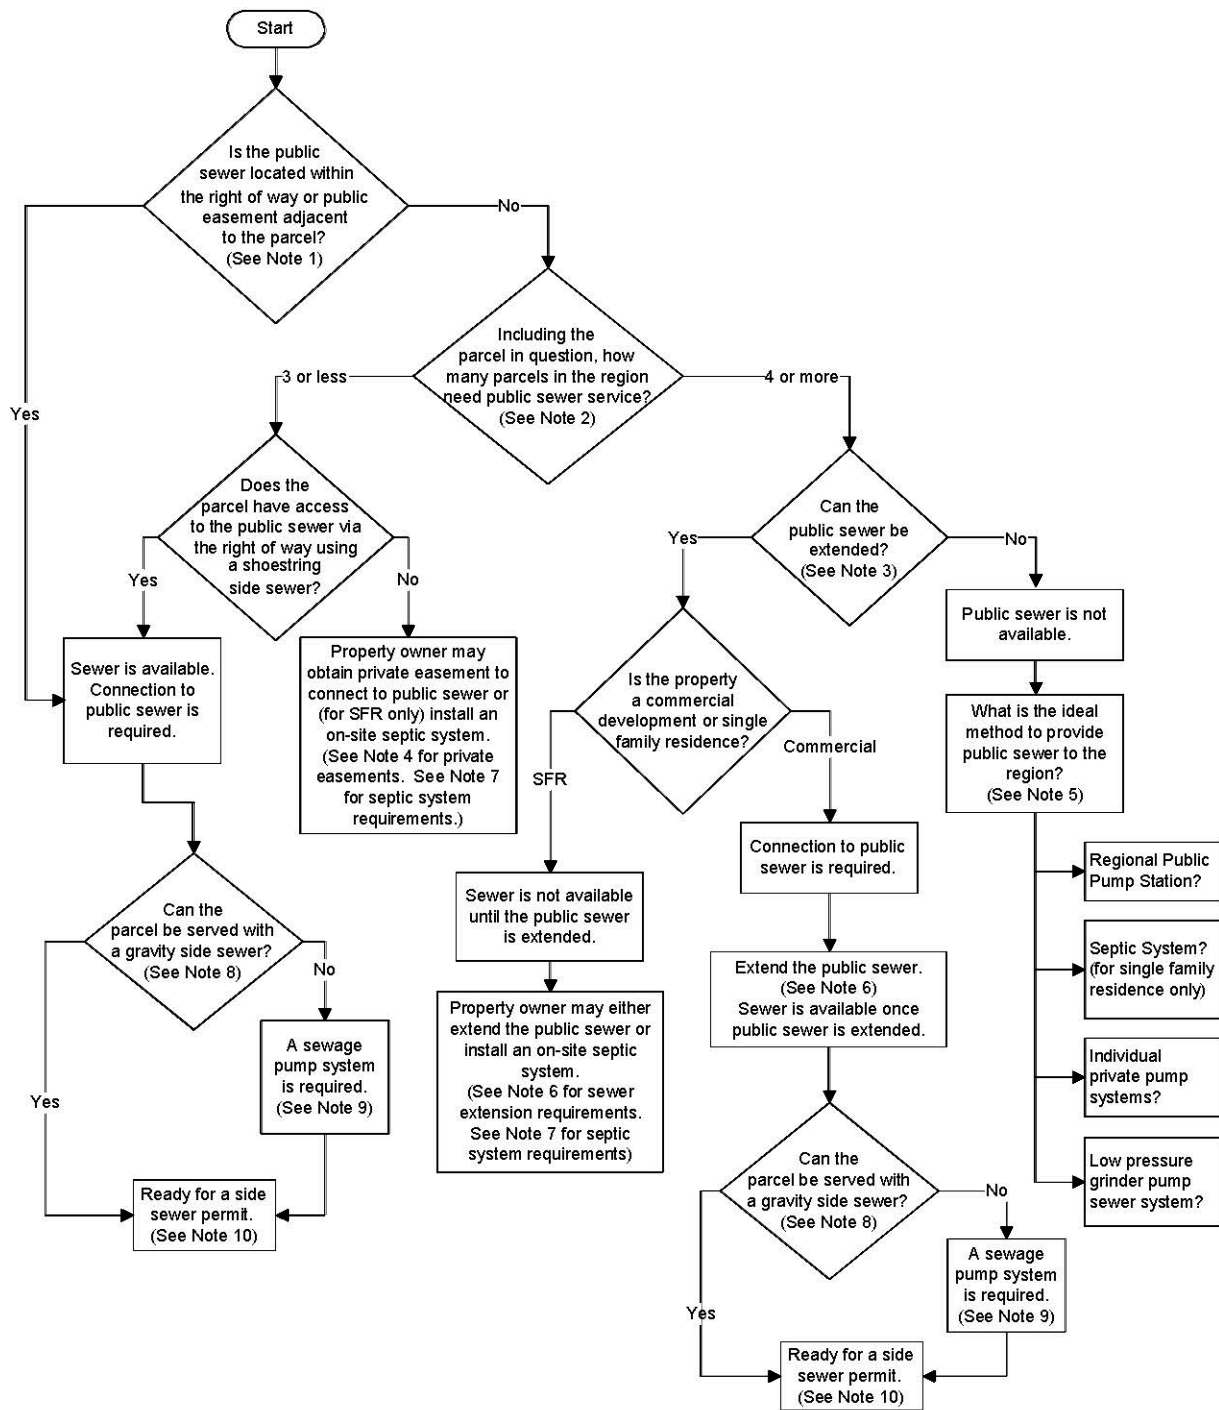 Start
Is the public
sewer located within
the right of way or public
easement adjacent
to the parcel?
(See Note 1)
No
Yes
Including the
parcel in question, how
many parcels in the region
need public sewer service?
(See Note 2)
3 or less
4 or more
Does the
parcel have access
to the public sewer via
the right of way using
a shoestring
side sewer?
Yes
No
Can the
public sewer be
extended?
(See Note 3)
Yes
No
Public sewer is not
available.
Sewer is available.
Connection to
public sewer is
required.
Property owner may
obtain private easement to
connect to public sewer or
(for SFR only) install an
on-site septic system.
(See Note 4 for private
easements. See Note 7
for septic system
requirements.)
Is the property
a commercial
development or single
family residence?
SFR
Commercial
What is the ideal
method to provide
public sewer to the
region?
(See Note 5)
Regional Public
Pump Station?
Septic System?
(for single family
residence only)
Individual
private pump
systems?
Low pressure
grinder pump
sewer system?
Connection to public
sewer is required.
Sewer is not available
until the public sewer
is extended.
Can the
parcel be served with
a gravity side sewer?
(See Note 8)
No
Yes
Extend the public sewer.
(See Note 6)
Sewer is available once
public sewer is extended.
Property owner may either
extend the public sewer or
install an on-site septic
system.
(See Note 6 for sewer
extension requirements.
See Note 7 for septic
system requirements)
A sewage
pump system
is required.
(See Note 9)
Ready for a side
sewer permit.
(See Note 10)
Can the
parcel be served with
a gravity side sewer?
(See Note 8)
No
Yes
A sewage
pump system
is required.
(See Note 9)
Ready for a side
sewer permit.
(See Note 10)